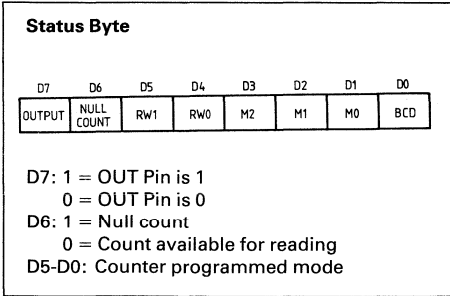 Status Byte
D7 D6 D5 D4 D3 D2 D1 D0
OUTPUT NULL COUNT RW1 RW0 M2 M1 M0 BCD
D7: 1 = OUT Pin is 1
0 = OUT Pin is 0
D6: 1 = Null count
0 = Count available for reading
D5-D0: Counter programmed mode